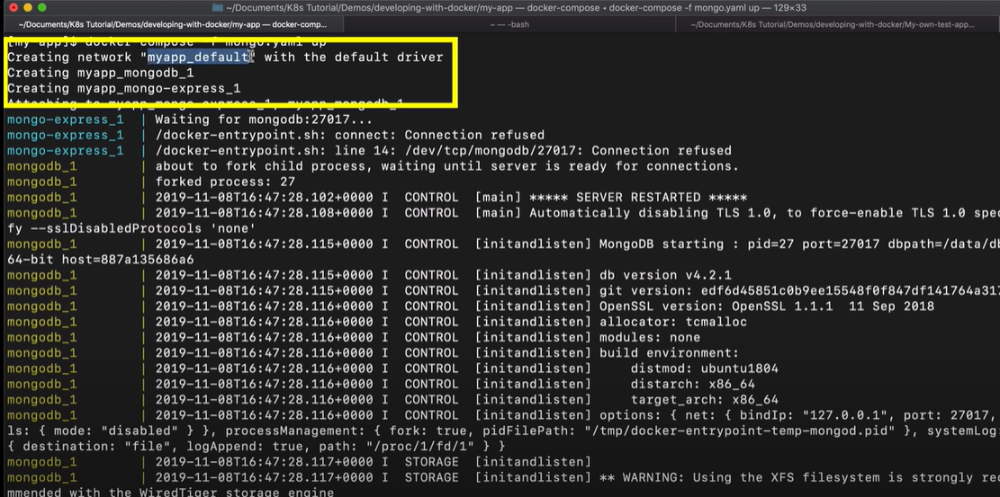 ~/Documents/K8s Tutorial/Demos/developing-with-docker/my-app — docker-compose • docker-compose -f mongo.yaml up — 129×33
~/Documents/K8s Tutorial/Demos/developing-with-docker/my-app — docker-comp... ~ — -bash ~/Documents/K8s Tutorial/Demos/developing-with-docker/My-own-test-app...
[my-app]$ docker-compose -f mongo.yaml up
Creating network "myapp_default" with the default driver
Creating myapp_mongodb_1
Creating myapp_mongo-express_1
Attaching to myapp_mongo-express_1, myapp_mongodb_1
mongo-express_1 | Waiting for mongodb:27017...
mongo-express_1 | /docker-entrypoint.sh: connect: Connection refused
mongo-express_1 | /docker-entrypoint.sh: line 14: /dev/tcp/mongodb/27017: Connection refused
mongodb_1 | about to fork child process, waiting until server is ready for connections.
mongodb_1 | forked process: 27
mongodb_1 | 2019-11-08T16:47:28.102+0000 I CONTROL [main] ***** SERVER RESTARTED *****
mongodb_1 | 2019-11-08T16:47:28.108+0000 I CONTROL [main] Automatically disabling TLS 1.0, to force-enable TLS 1.0 spec
fy --sslDisabledProtocols 'none'
mongodb_1 | 2019-11-08T16:47:28.115+0000 I CONTROL [initandlisten] MongoDB starting : pid=27 port=27017 dbpath=/data/db
64-bit host=887a135686a6
mongodb_1 | 2019-11-08T16:47:28.115+0000 I CONTROL [initandlisten] db version v4.2.1
mongodb_1 | 2019-11-08T16:47:28.115+0000 I CONTROL [initandlisten] git version: edf6d45851c0b9ee15548f0f847df141764a317
mongodb_1 | 2019-11-08T16:47:28.115+0000 I CONTROL [initandlisten] OpenSSL version: OpenSSL 1.1.1 11 Sep 2018
mongodb_1 | 2019-11-08T16:47:28.116+0000 I CONTROL [initandlisten] allocator: tcmalloc
mongodb_1 | 2019-11-08T16:47:28.116+0000 I CONTROL [initandlisten] modules: none
mongodb_1 | 2019-11-08T16:47:28.116+0000 I CONTROL [initandlisten] build environment:
mongodb_1 | 2019-11-08T16:47:28.116+0000 I CONTROL [initandlisten] distmod: ubuntu1804
mongodb_1 | 2019-11-08T16:47:28.116+0000 I CONTROL [initandlisten] distarch: x86_64
mongodb_1 | 2019-11-08T16:47:28.116+0000 I CONTROL [initandlisten] target_arch: x86_64
mongodb_1 | 2019-11-08T16:47:28.116+0000 I CONTROL [initandlisten] options: { net: { bindIp: "127.0.0.1", port: 27017,
ls: { mode: "disabled" } }, processManagement: { fork: true, pidFilePath: "/tmp/docker-entrypoint-temp-mongod.pid" }, systemLog:
{ destination: "file", logAppend: true, path: "/proc/1/fd/1" } }
mongodb_1 | 2019-11-08T16:47:28.117+0000 I STORAGE [initandlisten]
mongodb_1 | 2019-11-08T16:47:28.117+0000 I STORAGE [initandlisten] ** WARNING: Using the XFS filesystem is strongly rec
mmended with the WiredTiger storage engine